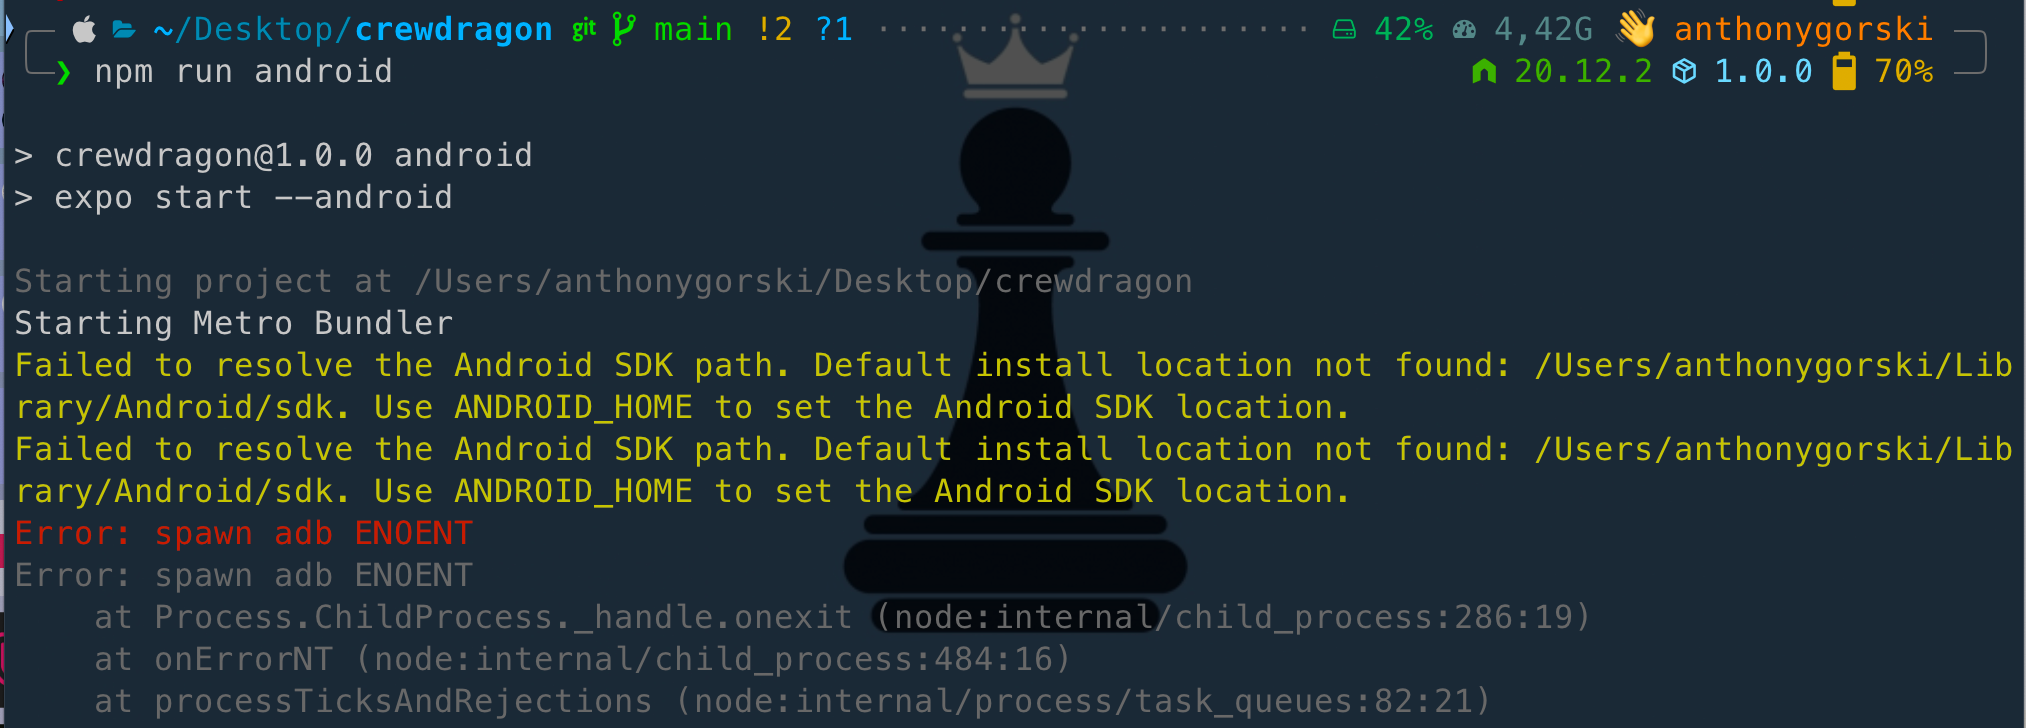 ~/Desktop/crewdragon git main !2 ?1 42% 4,42G anthonygorski
❯ npm run android 20.12.2 1.0.0 70%
> crewdragon@1.0.0 android
> expo start --android
Starting project at /Users/anthonygorski/Desktop/crewdragon
Starting Metro Bundler
Failed to resolve the Android SDK path. Default install location not found: /Users/anthonygorski/Lib
rary/Android/sdk. Use ANDROID_HOME to set the Android SDK location.
Failed to resolve the Android SDK path. Default install location not found: /Users/anthonygorski/Lib
rary/Android/sdk. Use ANDROID_HOME to set the Android SDK location.
Error: spawn adb ENOENT
Error: spawn adb ENOENT
    at Process.ChildProcess._handle.onexit (node:internal/child_process:286:19)
    at onErrorNT (node:internal/child_process:484:16)
    at processTicksAndRejections (node:internal/process/task_queues:82:21)